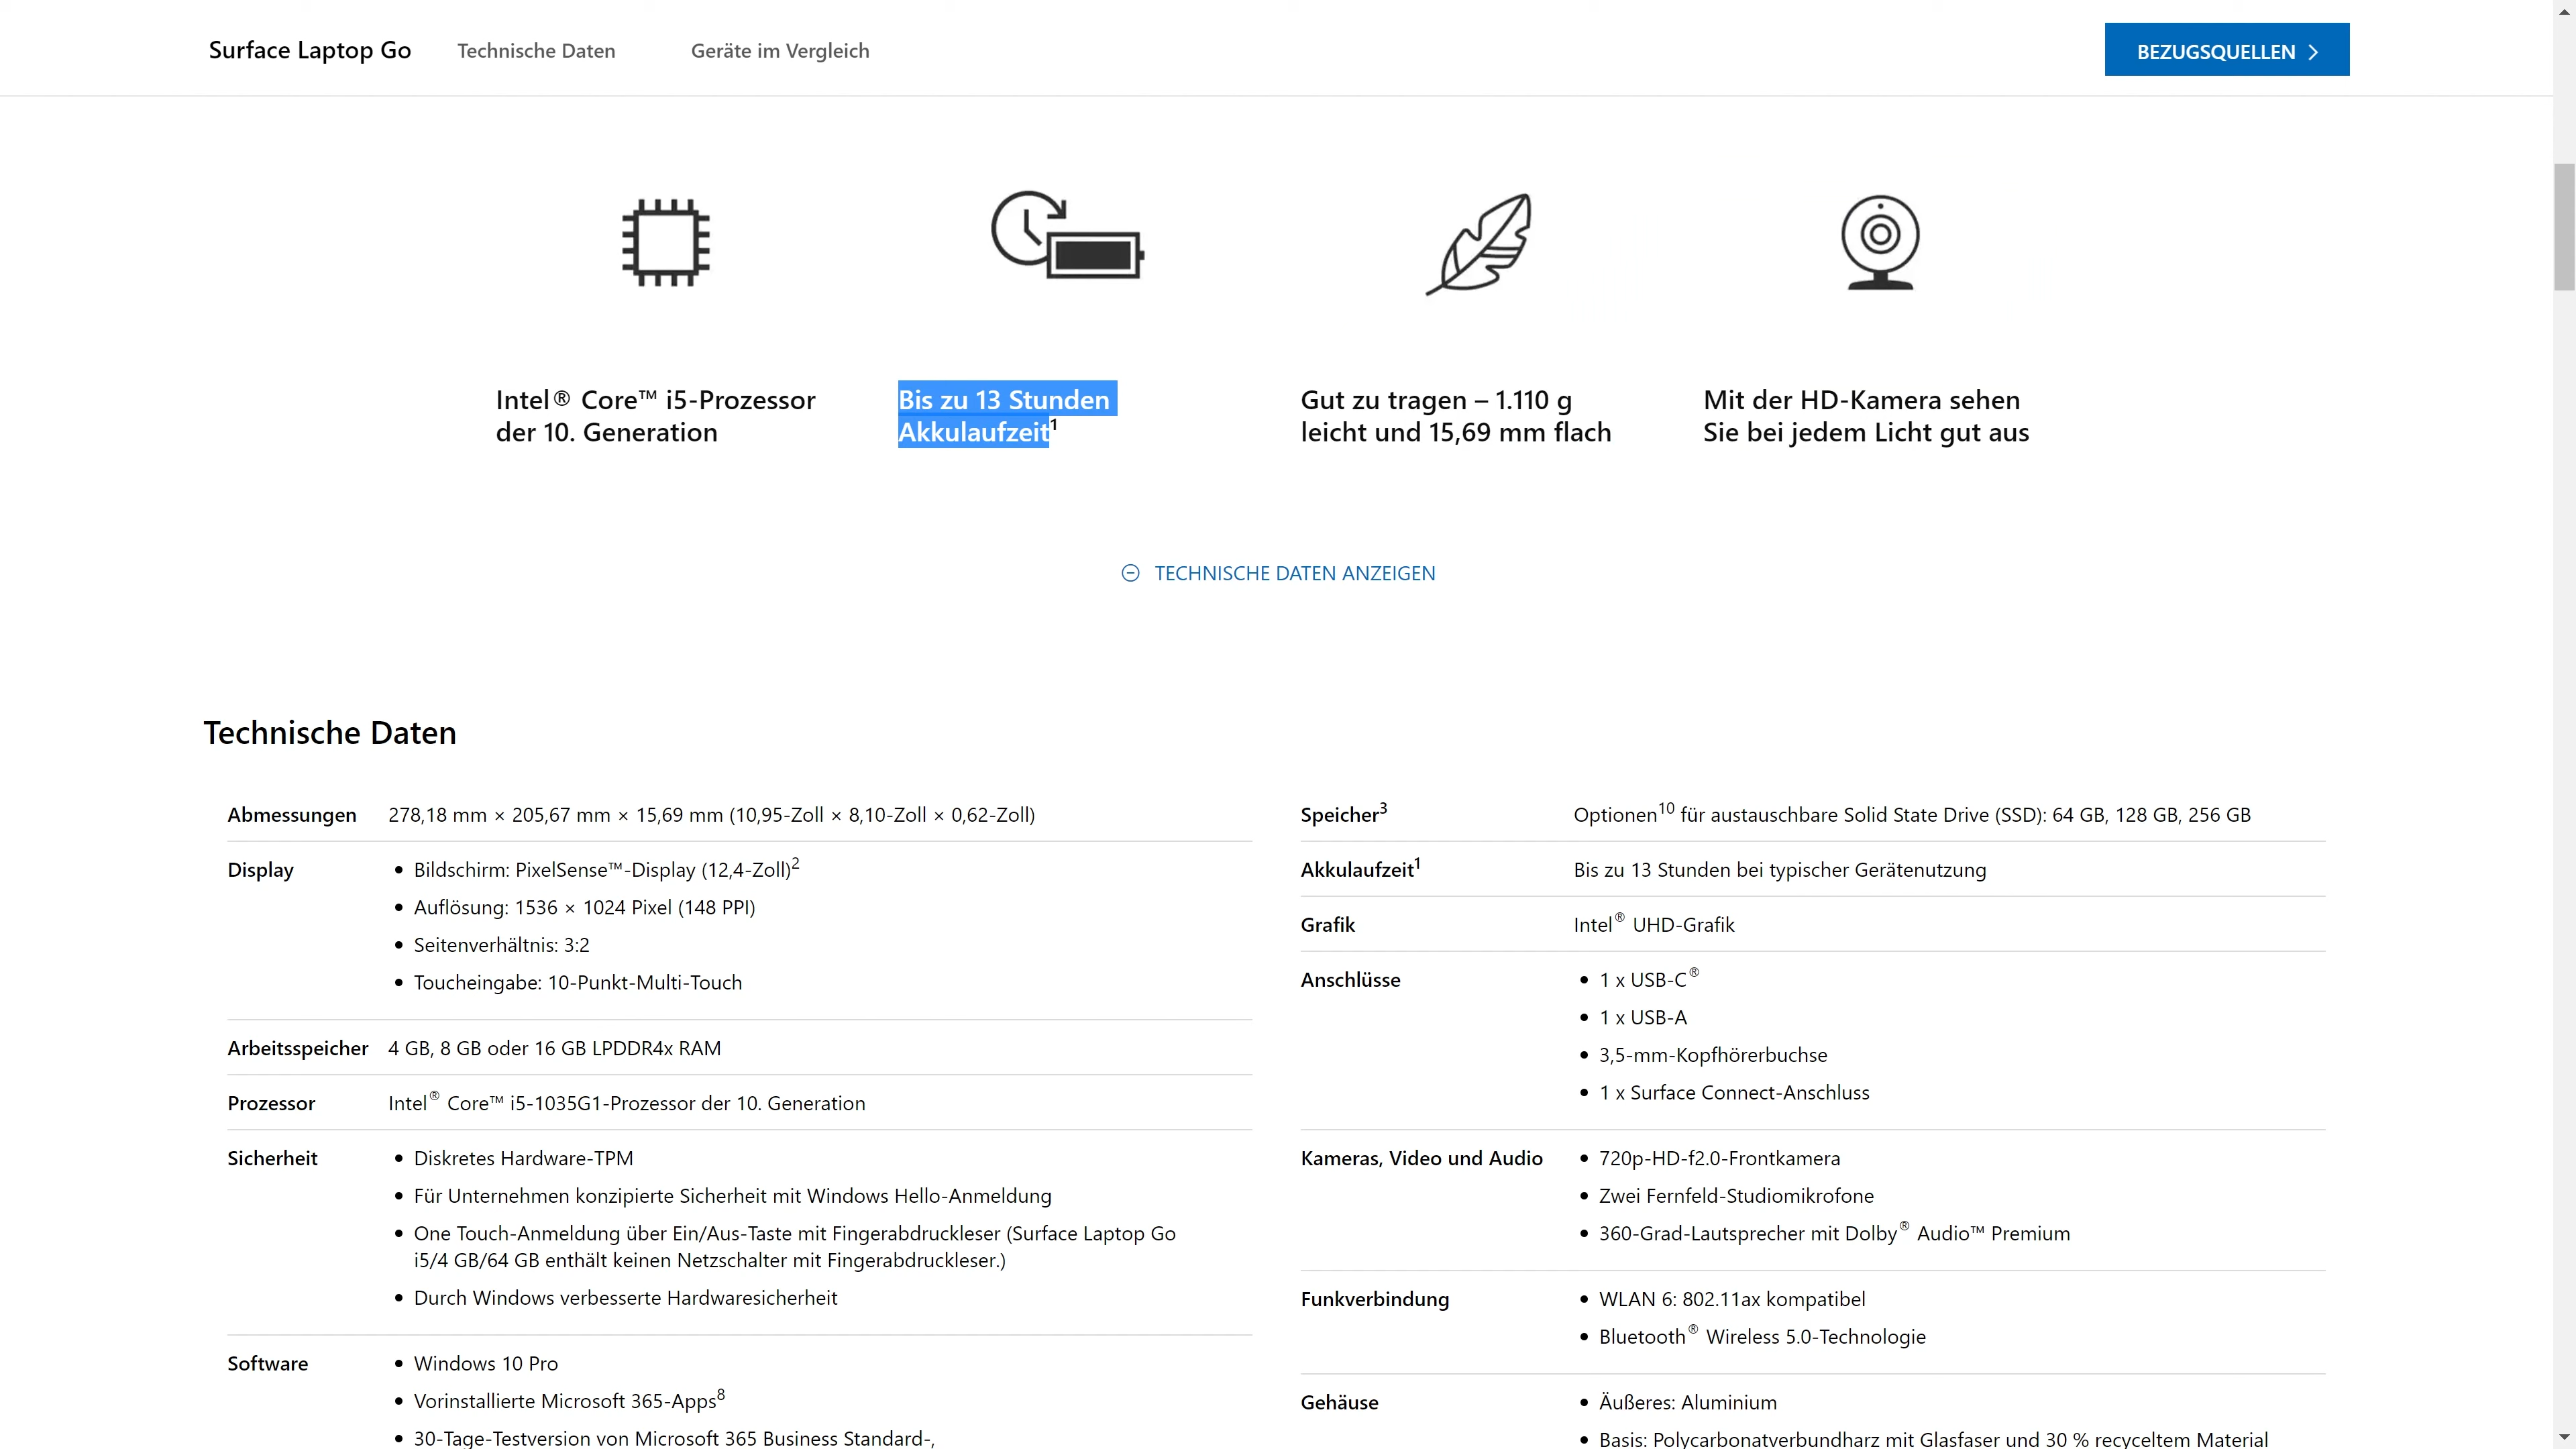 Surface Laptop Go
Technische Daten
Geräte im Vergleich
BEZUGSQUELLEN
Intel® Core™ i5-Prozessor
der 10. Generation
Bis zu 13 Stunden
Akkulaufzeit1
Gut zu tragen – 1.110 g
leicht und 15,69 mm flach
Mit der HD-Kamera sehen
Sie bei jedem Licht gut aus
TECHNISCHE DATEN ANZEIGEN
Technische Daten
Abmessungen 278,18 mm × 205,67 mm × 15,69 mm (10,95-Zoll × 8,10-Zoll × 0,62-Zoll)
Display • Bildschirm: PixelSense™-Display (12,4-Zoll)2
• Auflösung: 1536 × 1024 Pixel (148 PPI)
• Seitenverhältnis: 3:2
• Toucheingabe: 10-Punkt-Multi-Touch
Arbeitsspeicher 4 GB, 8 GB oder 16 GB LPDDR4x RAM
Prozessor Intel® Core™ i5-1035G1-Prozessor der 10. Generation
Sicherheit • Diskretes Hardware-TPM
• Für Unternehmen konzipierte Sicherheit mit Windows Hello-Anmeldung
• One Touch-Anmeldung über Ein/Aus-Taste mit Fingerabdruckleser (Surface Laptop Go
i5/4 GB/64 GB enthält keinen Netzschalter mit Fingerabdruckleser.)
• Durch Windows verbesserte Hardwaresicherheit
Software • Windows 10 Pro
• Vorinstallierte Microsoft 365-Apps8
• 30-Tage-Testversion von Microsoft 365 Business Standard-,
Speicher3 Optionen10 für austauschbare Solid State Drive (SSD): 64 GB, 128 GB, 256 GB
Akkulaufzeit1 Bis zu 13 Stunden bei typischer Gerätenutzung
Grafik Intel® UHD-Grafik
Anschlüsse • 1 x USB-C®
• 1 x USB-A
• 3,5-mm-Kopfhörerbuchse
• 1 x Surface Connect-Anschluss
Kameras, Video und Audio • 720p-HD-f2.0-Frontkamera
• Zwei Fernfeld-Studiomikrofone
• 360-Grad-Lautsprecher mit Dolby® Audio™ Premium
Funkverbindung • WLAN 6: 802.11ax kompatibel
• Bluetooth® Wireless 5.0-Technologie
Gehäuse • Äußeres: Aluminium
• Basis: Polycarbonatverbundharz mit Glasfaser und 30 % recyceltem Material